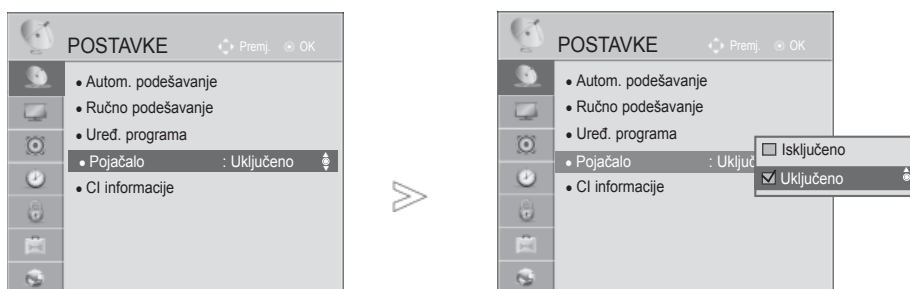 POSTAVKE Premj. OK
• Autom. podešavanje
• Ručno podešavanje
• Uređ. programa
• Pojačalo : Uključeno
• CI informacije
POSTAVKE Premj. OK
• Autom. podešavanje
• Ručno podešavanje
• Uređ. programa
• Pojačalo : Uključ
• CI informacije
Isključeno
Uključeno